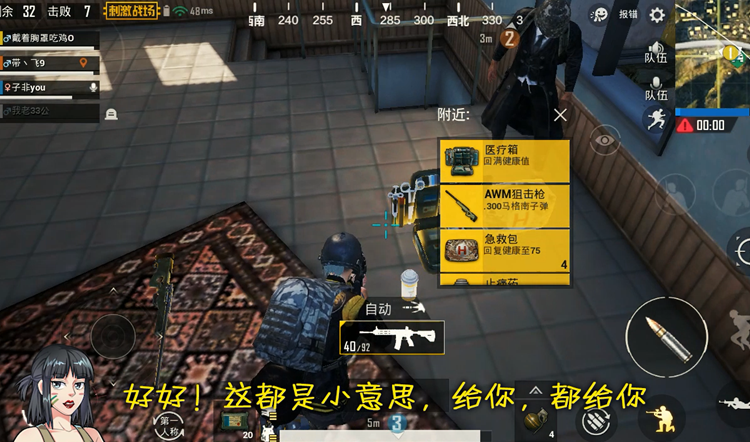 余 32 击败 7 刺激战场 48ms
西南 240 255 西 285 300 西北 330 3
报错
戴着胸罩吃鸡O
带丶飞9
子非you
我老33公
3m 2
队伍
队伍
00:00
附近:
医疗箱
回满健康值
AWM狙击枪
.300马格南子弹
急救包
回复健康至75
4
止痛药
自动
40/92
好好！这都是小意思，给你，都给你
第一
人称
20
5m 3
4